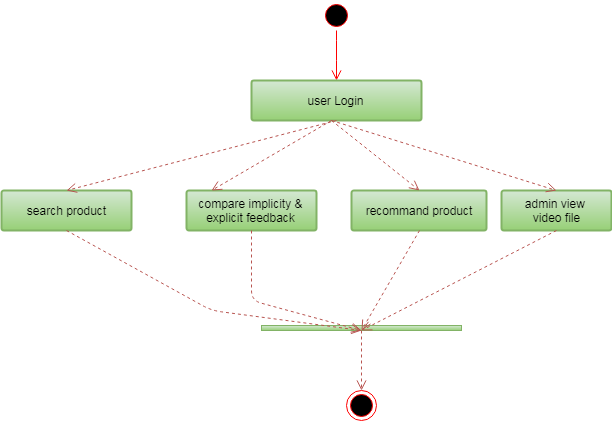 user Login
search product
compare implicity &
explicit feedback
recommand product
admin view
video file